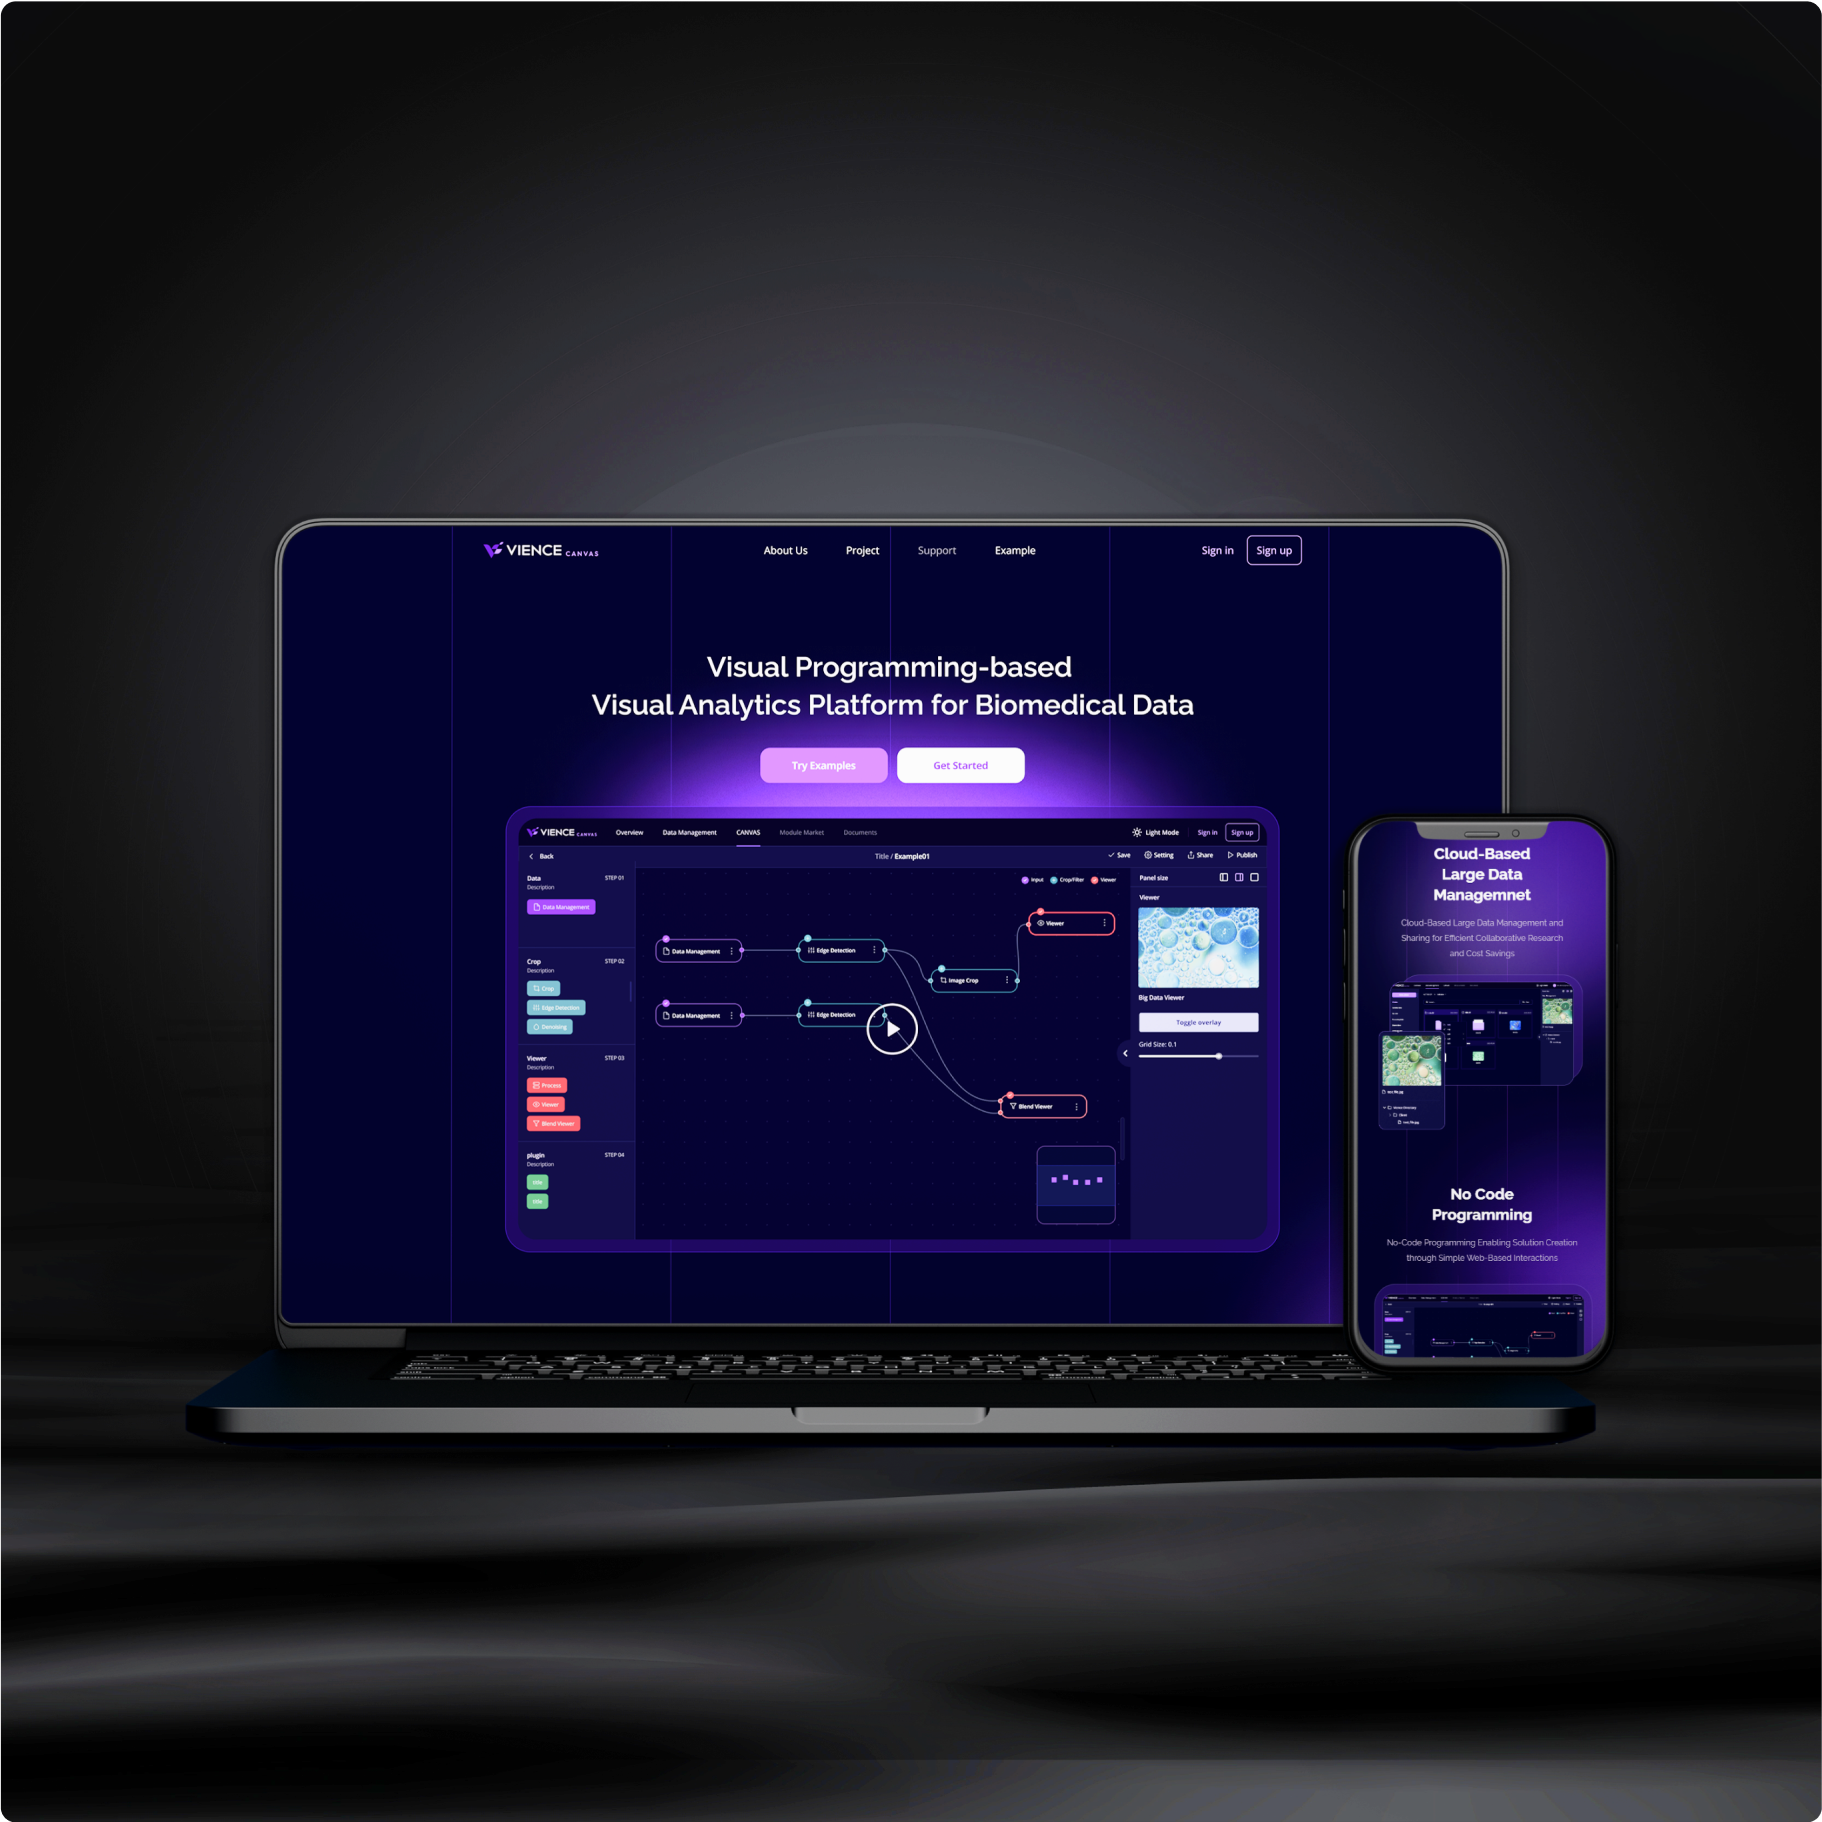 VIENCE CANVAS
About Us
Project
Support
Example
Sign in
Sign up
Visual Programming-based
Visual Analytics Platform for Biomedical Data
Try Examples
Get Started
VIENCE CANVAS
Overview
Data Management
CANVAS
Module Market
Documents
Light Mode
Sign in
Sign up
Back
Title / Example01
Save
Setting
Share
Publish
Data
STEP 01
Description
Data Management
Crop
STEP 02
Description
Crop
Edge Detection
Denoising
Viewer
STEP 03
Description
Process
Viewer
Blend Viewer
plugin
STEP 04
Description
title
title
Input
Crop/Filter
Viewer
Data Management
Edge Detection
Image Crop
Viewer
Data Management
Edge Detection
Blend Viewer
Panel size
Viewer
Big Data Viewer
Toggle overlay
Grid Size: 0.1
Cloud-Based
Large Data
Managemnet
Cloud-Based Large Data Management and
Sharing for Efficient Collaborative Research
and Cost Savings
No Code
Programming
No-Code Programming Enabling Solution Creation
through Simple Web-Based Interactions
control
option
command
command
option